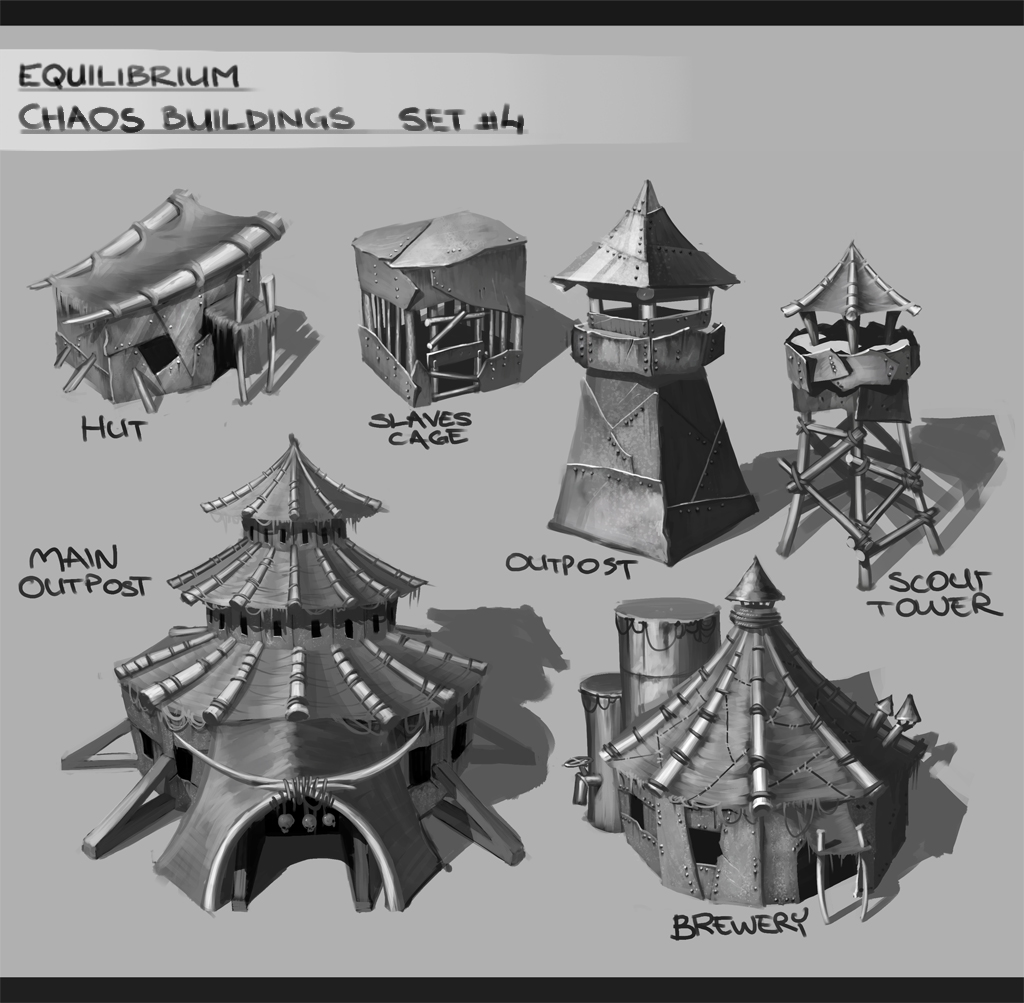 EQUILIBRIUM
CHAOS BUILDINGS SET #4
HUT
SLAVES
CAGE
OUTPOST
SCOUT
TOWER
MAIN
OUTPOST
BREWERY